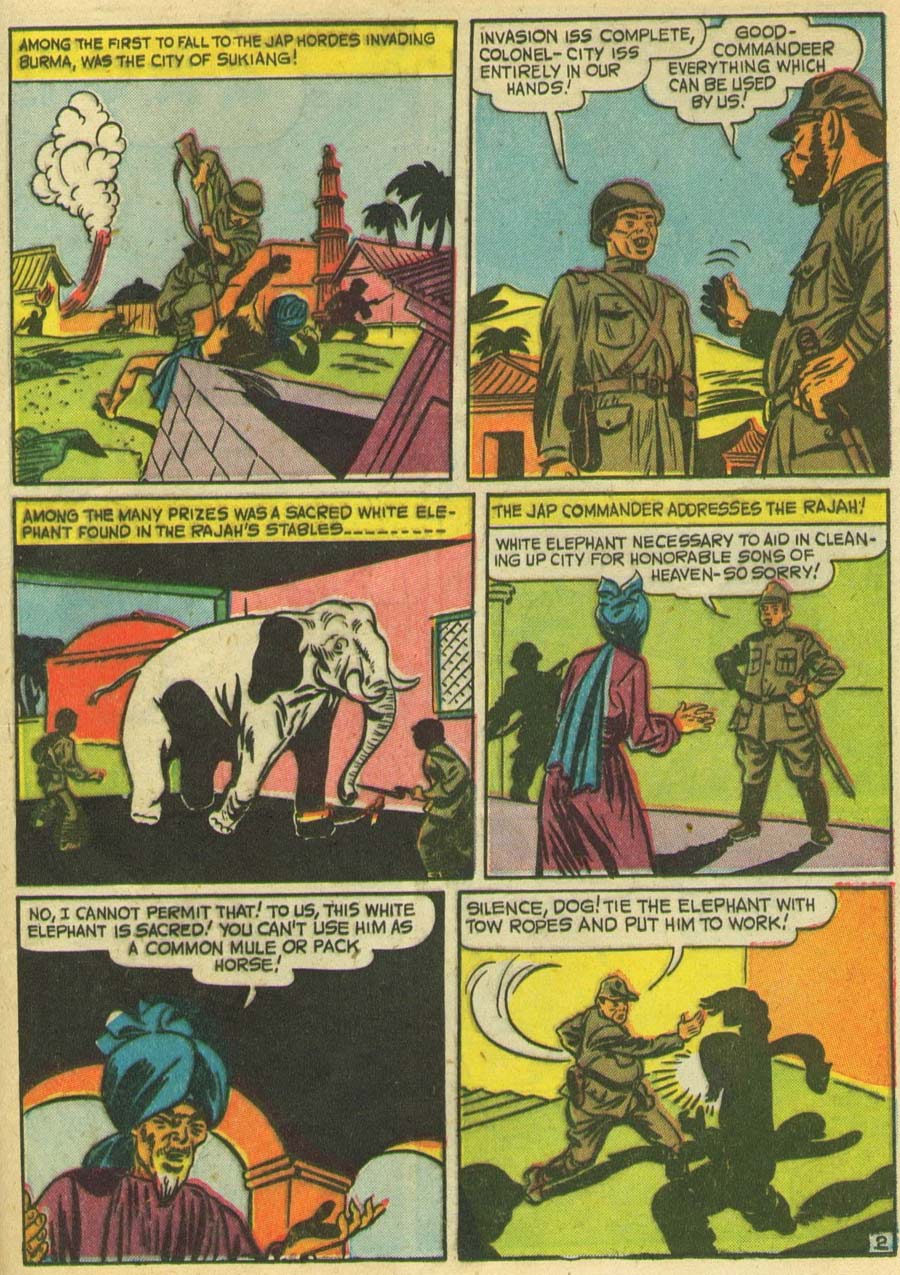 AMONG THE FIRST TO FALL TO THE JAP HORDES INVADING
BURMA, WAS THE CITY OF SUKIANG!
INVASION ISS COMPLETE,
COLONEL- CITY ISS
ENTIRELY IN OUR
HANDS!
GOOD-
COMMANDEER
EVERYTHING WHICH
CAN BE USED
BY US!
AMONG THE MANY PRIZES WAS A SACRED WHITE ELE-
PHANT FOUND IN THE RAJAH'S STABLES----------
THE JAP COMMANDER ADDRESSES THE RAJAH!
WHITE ELEPHANT NECESSARY TO AID IN CLEAN-
ING UP CITY FOR HONORABLE SONS OF
HEAVEN-SO SORRY!
NO, I CANNOT PERMIT THAT! TO US, THIS WHITE
ELEPHANT IS SACRED! YOU CAN'T USE HIM AS
A COMMON MULE OR PACK
HORSE!
SILENCE, DOG! TIE THE ELEPHANT WITH
TOW ROPES AND PUT HIM TO WORK!
2